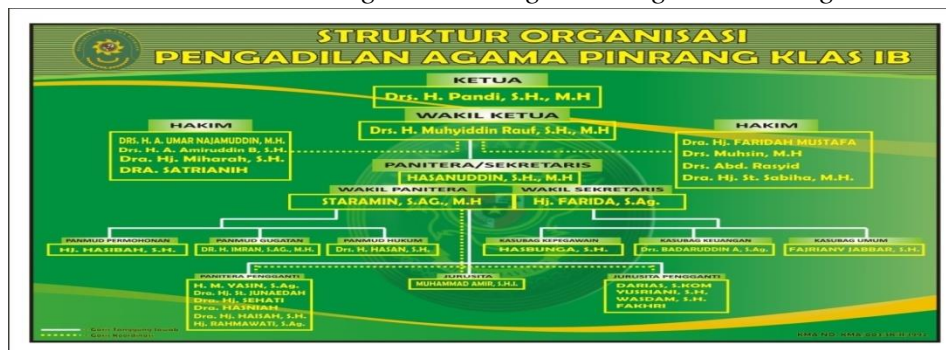 STRUKTUR ORGANISASI
PENGADILAN AGAMA PINRANG KLAS IB
KETUA
Drs. H. Pandi, S.H., M.H
WAKIL KETUA
Drs. H. Muhyiddin Rauf, S.H., M.H
HAKIM
DRS. H. A. UMAR NAJAMUDDIN, M.H.
Drs. H. A. Amiruddin B, S.H.
Dra. Hj. Miharah, S.H.
DRA. SATRIANIH
HAKIM
Dra. Hj. FARIDAH MUSTAFA
Drs. Muhsin, M.H
Drs. Abd. Rasyid
Dra. Hj. St. Sabiha, M.H.
PANITERA/SEKRETARIS
HASANUDDIN, S.H., M.H
WAKIL PANITERA
STARAMIN, S.AG., M.H
WAKIL SEKRETARIS
Hj. FARIDA, S.Ag.
PANMUD PERMOHONAN
HJ. HASIBAH, S.H.
PANMUD GUGATAN
DR. H. IMRAN, S.AG., M.H.
PANMUD HUKUM
Drs. H. HASAN, S.H.
KASUBAG KEPEGAWAIN
HASBUNGA, S.H.
KASUBAG KEUANGAN
Drs. BADARUDDIN A, S.Ag.
KASUBAG UMUM
FAJRIANY JABBAR, S.H.
PANITERA PENGGANTI
H. M. YASIN, S.Ag.
Dra. Hj. St. JUNAEDAH
Dra. Hj. SEHATI
Dra. HASNIAH
Dra. Hj. HAISAH, S.H.
Hj. RAHMAWATI, S.Ag.
JURUSITA
MUHAMMAD AMIR, S.H.I.
JURUSITA PENGGANTI
DARIAS, S.KOM
YUSRIANI, S.H.
WASDAM, S.H.
FAKHRI
Garis Tanggung Jawab
Garis Koordinasi